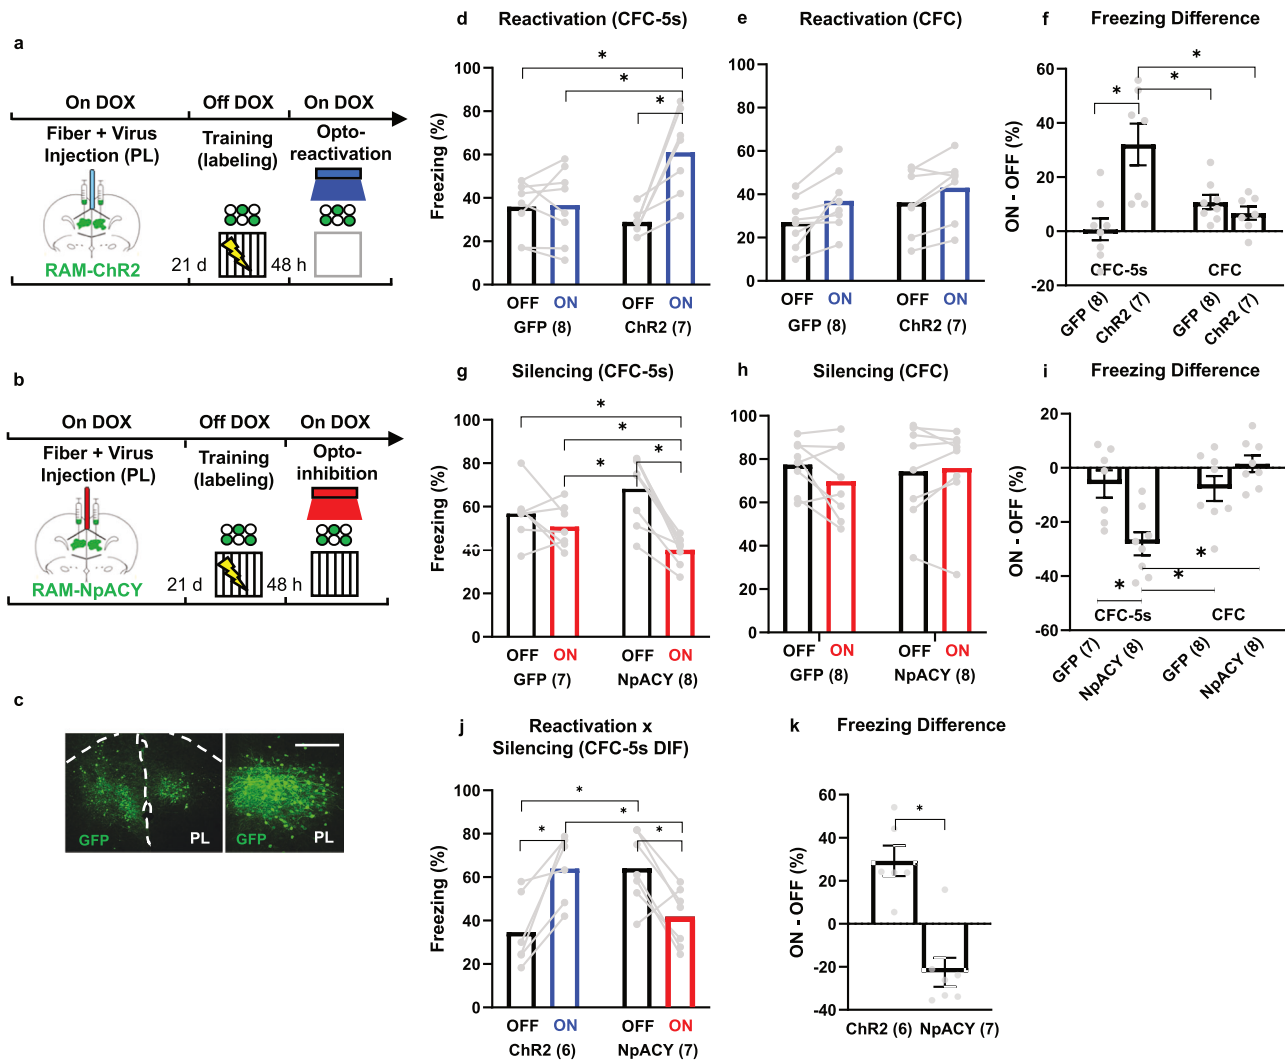 a
On DOX
Off DOX
On DOX
Fiber + Virus
Injection (PL)
Training
(labeling)
Opto-
reactivation
RAM-ChR2
21 d
48 h
b
On DOX
Off DOX
On DOX
Fiber + Virus
Injection (PL)
Training
(labeling)
Opto-
inhibition
RAM-NpACY
21 d
48 h
c
GFP
PL
GFP
PL
d
Reactivation (CFC-5s)
Freezing (%)
100
80
60
40
20
0
*
*
*
OFF
ON
OFF
ON
GFP (8)
ChR2 (7)
e
Reactivation (CFC)
100
80
60
40
20
0
OFF
ON
OFF
ON
GFP (8)
ChR2 (7)
f
Freezing Difference
ON - OFF (%)
60
40
20
0
-20
*
*
*
CFC-5s
CFC
GFP (8)
ChR2 (7)
GFP (8)
ChR2 (7)
g
Silencing (CFC-5s)
Freezing (%)
100
80
60
40
20
0
*
*
*
*
OFF
ON
OFF
ON
GFP (7)
NpACY (8)
h
Silencing (CFC)
100
80
60
40
20
0
OFF
ON
OFF
ON
GFP (8)
NpACY (8)
i
Freezing Difference
ON - OFF (%)
20
0
-20
-40
-60
*
*
*
CFC-5s
CFC
GFP (7)
NpACY (8)
GFP (8)
NpACY (8)
j
Reactivation x
Silencing (CFC-5s DIF)
Freezing (%)
100
80
60
40
20
0
*
*
*
*
OFF
ON
OFF
ON
ChR2 (6)
NpACY (7)
k
Freezing Difference
ON - OFF (%)
60
40
20
0
-20
-40
*
ChR2 (6)
NpACY (7)